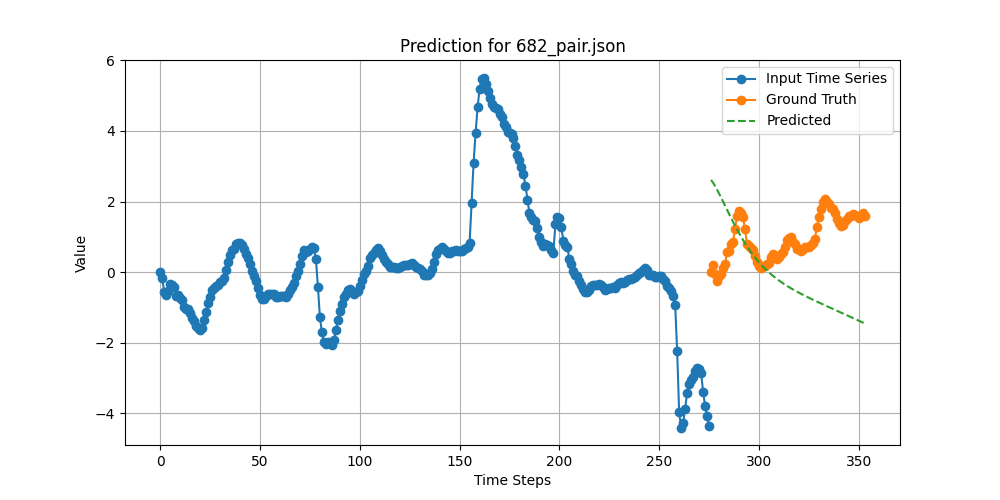 Prediction for 682_pair.json
Input Time Series
Ground Truth
Predicted
6
4
2
0
−2
−4
Value
0 50 100 150 200 250 300 350
Time Steps